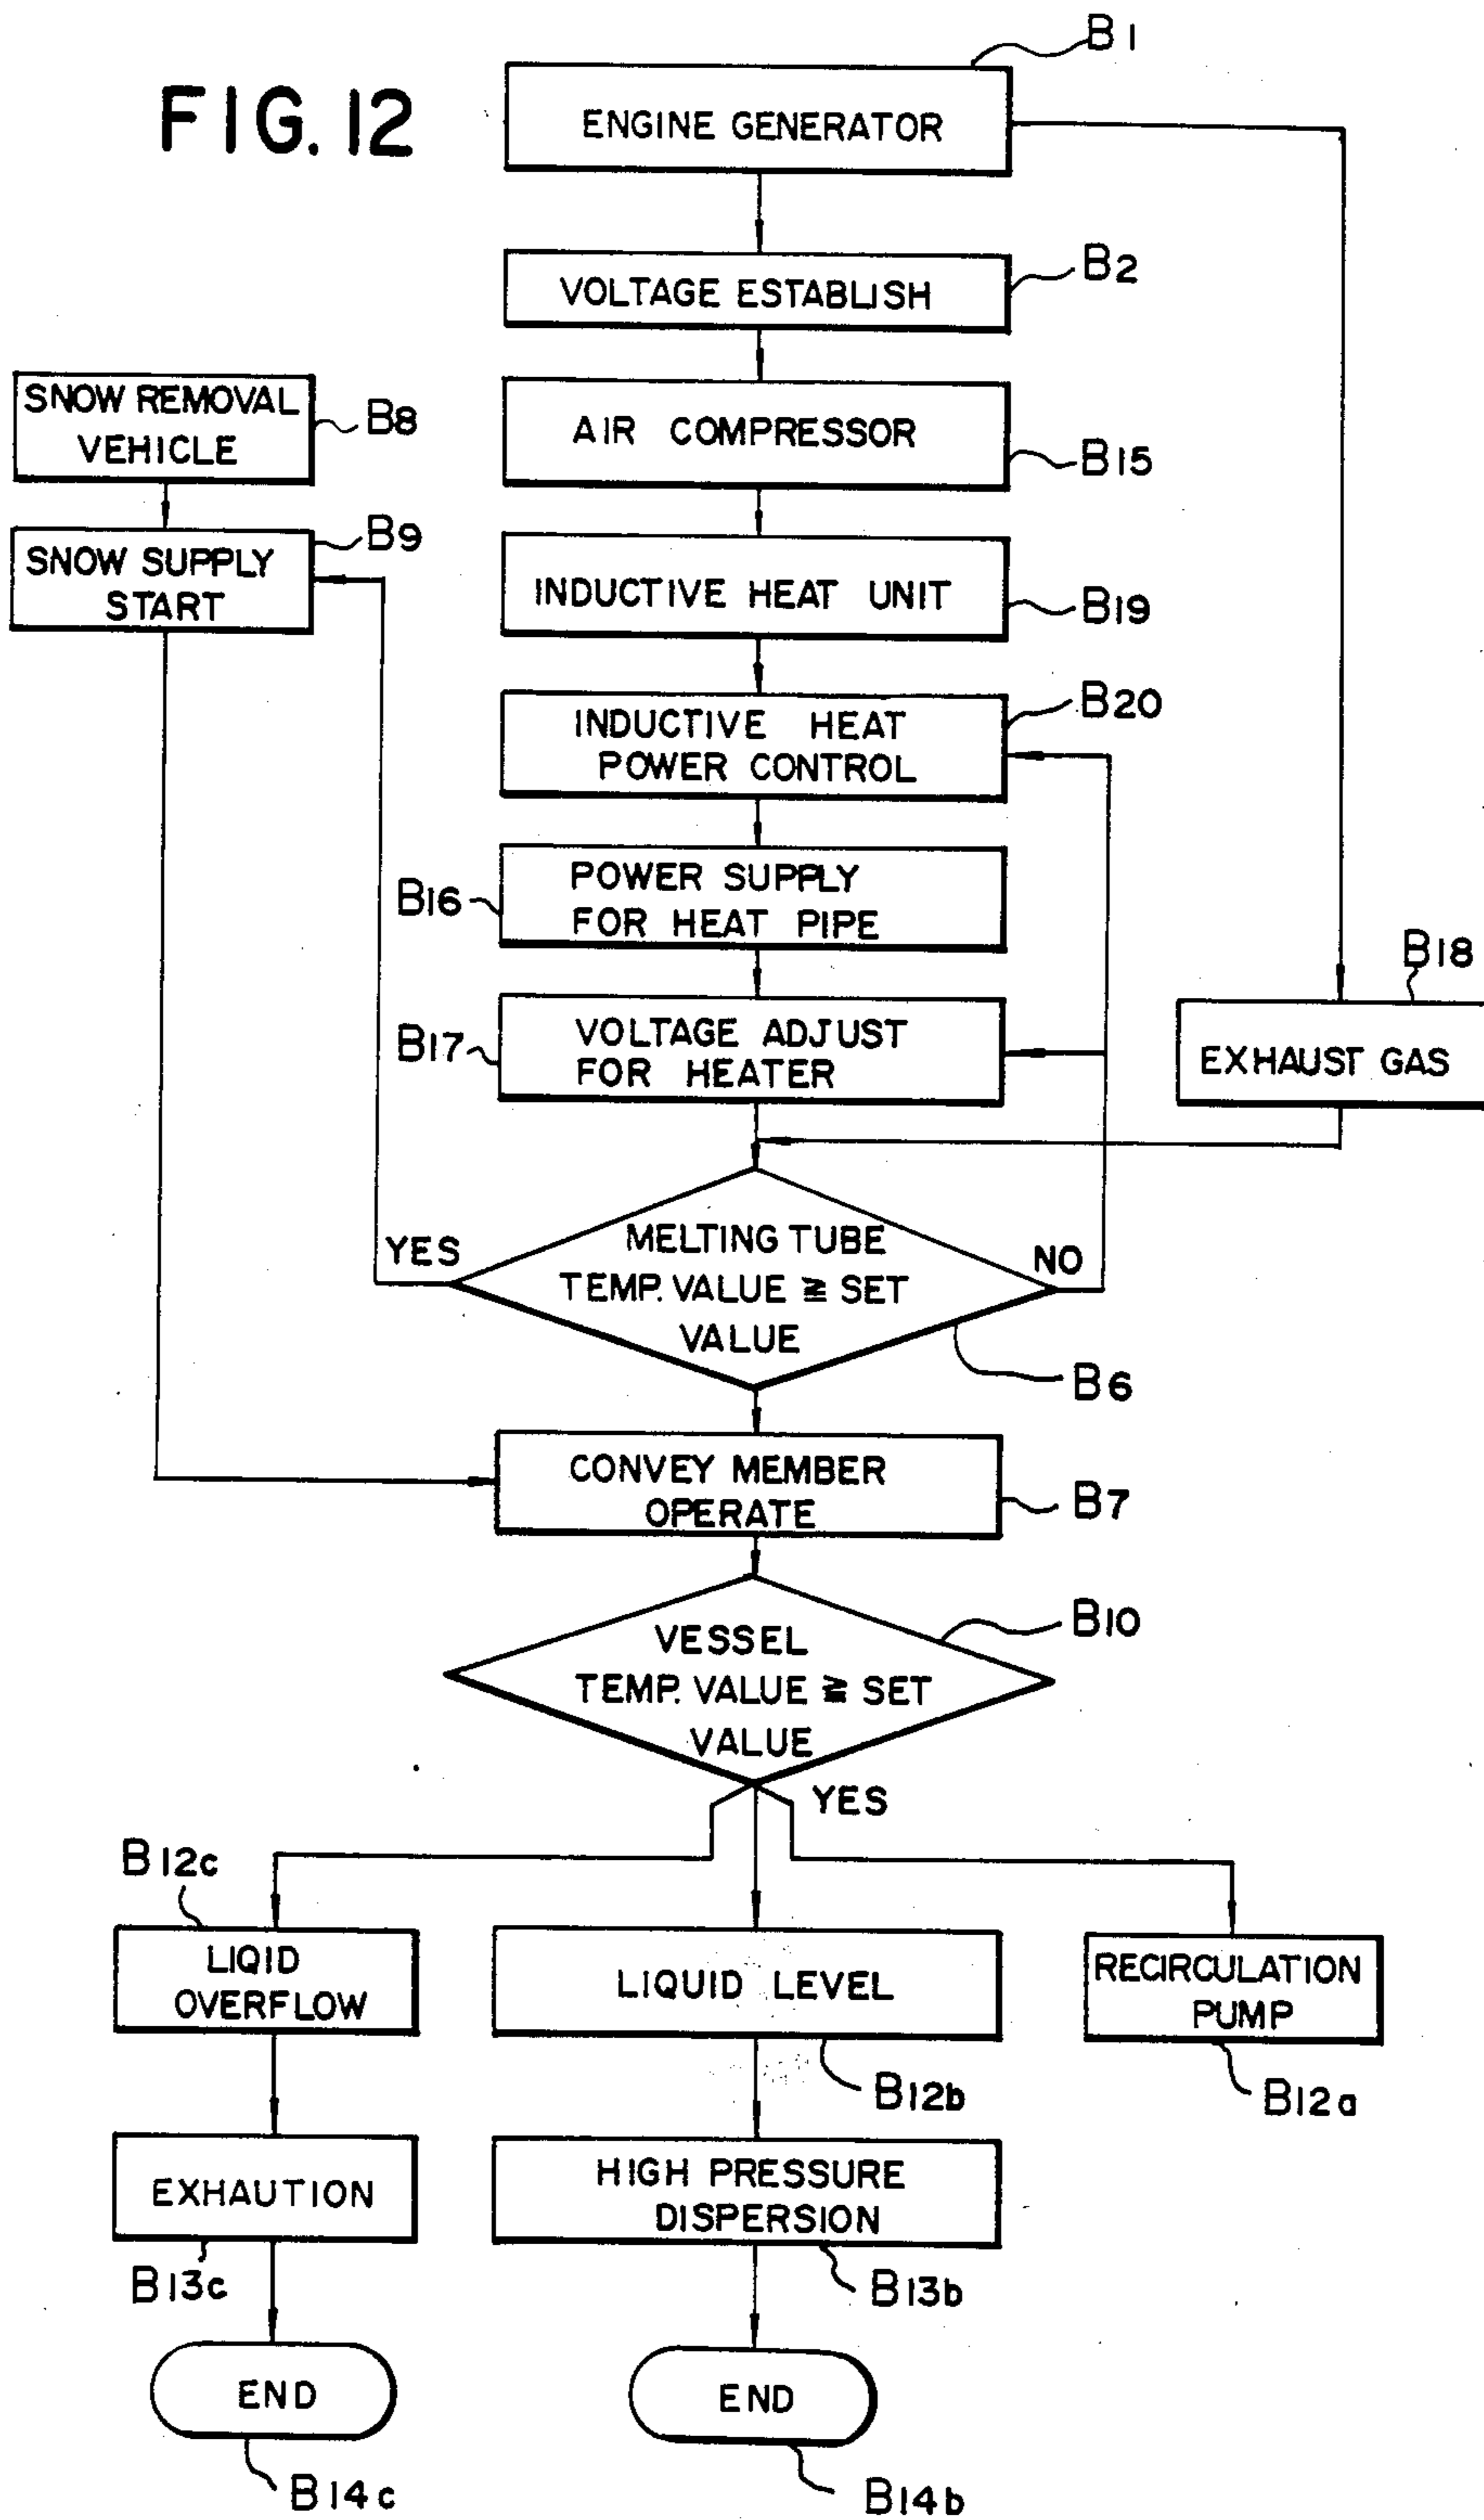 FIG. 12
B1
ENGINE GENERATOR
B2
VOLTAGE ESTABLISH
SNOW REMOVAL
VEHICLE
B8
AIR COMPRESSOR
B15
B9
SNOW SUPPLY
START
INDUCTIVE HEAT UNIT
B19
B20
INDUCTIVE HEAT
POWER CONTROL
B16
POWER SUPPLY
FOR HEAT PIPE
B18
B17
VOLTAGE ADJUST
FOR HEATER
EXHAUST GAS
YES
MELTING TUBE
TEMP. VALUE ≧ SET
VALUE
NO
B6
CONVEY MEMBER
OPERATE
B7
B10
VESSEL
TEMP. VALUE ≧ SET
VALUE
YES
B12c
LIQID
OVERFLOW
LIQUID LEVEL
RECIRCULATION
PUMP
B12b
B12a
EXHAUTION
HIGH PRESSURE
DISPERSION
B13c
B13b
END
END
B14c
B14b